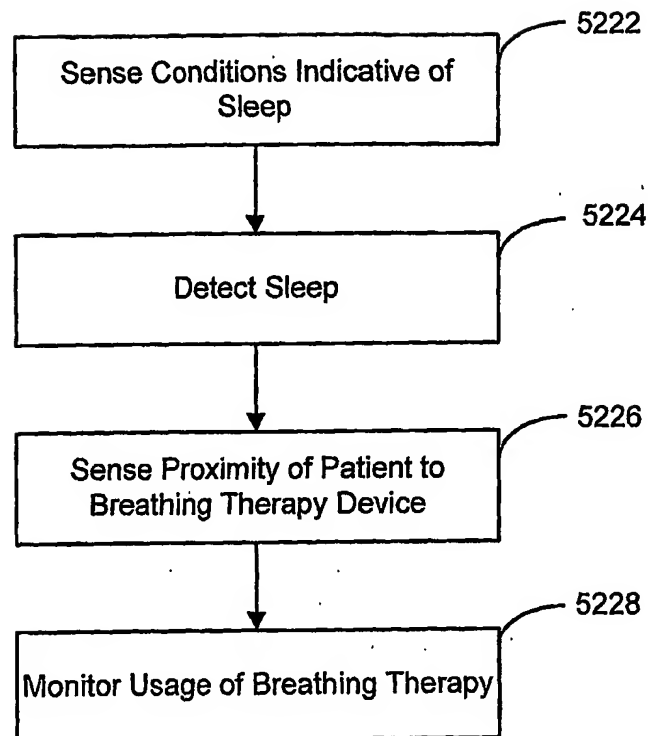 5222
Sense Conditions Indicative of
Sleep
5224
Detect Sleep
5226
Sense Proximity of Patient to
Breathing Therapy Device
5228
Monitor Usage of Breathing Therapy